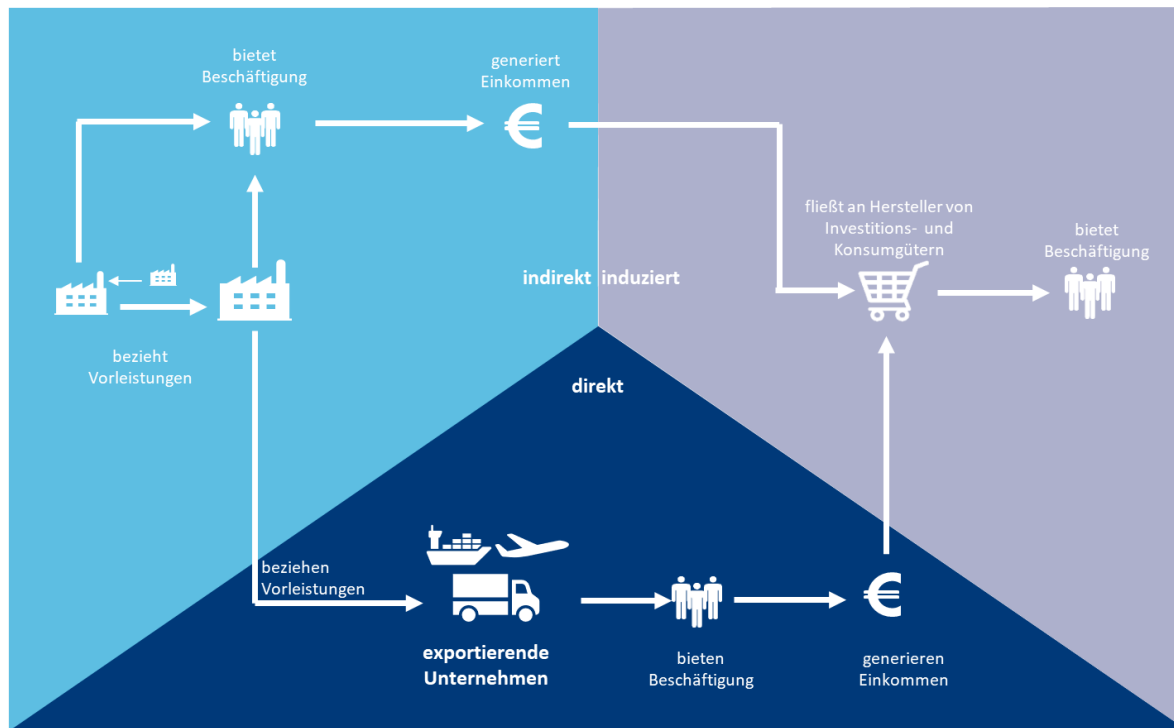 bietet
Beschäftigung
generiert
Einkommen
fließt an Hersteller von
Investitions- und
Konsumgütern
bietet
Beschäftigung
indirekt induziert
bezieht
Vorleistungen
direkt
beziehen
Vorleistungen
exportierende
Unternehmen
bieten
Beschäftigung
generieren
Einkommen